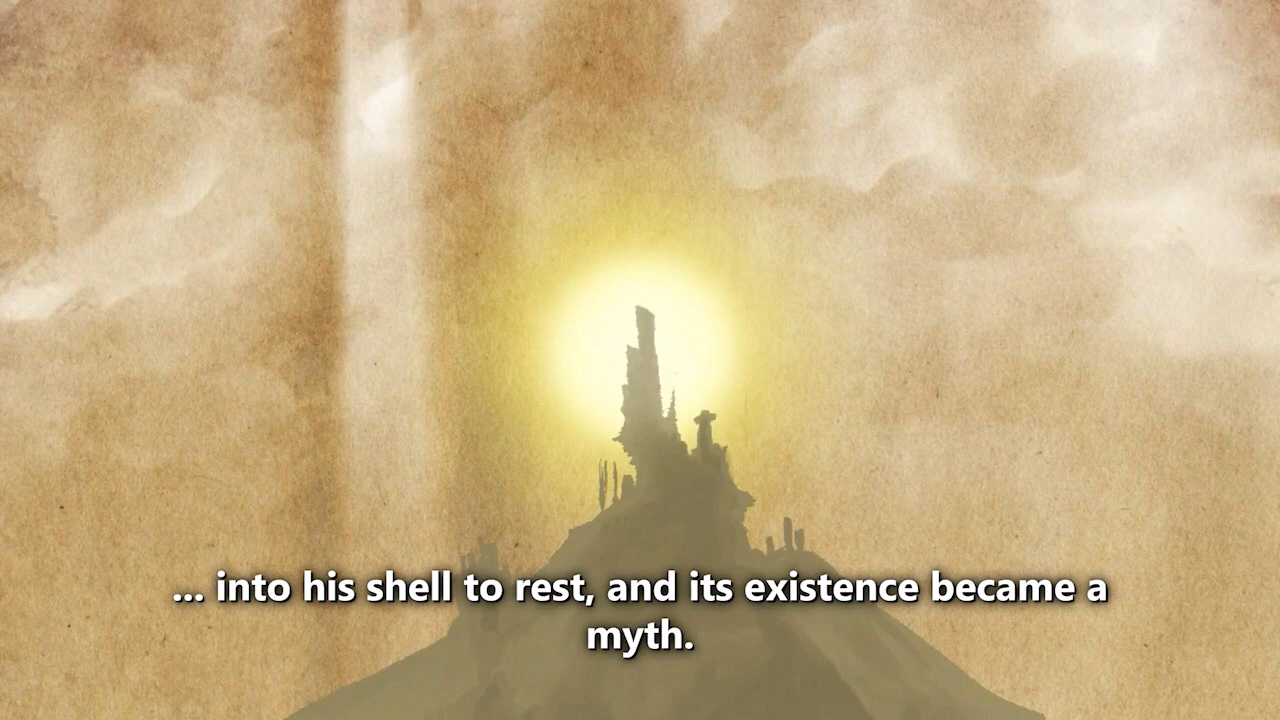 ... into his shell to rest, and its existence became a
myth.